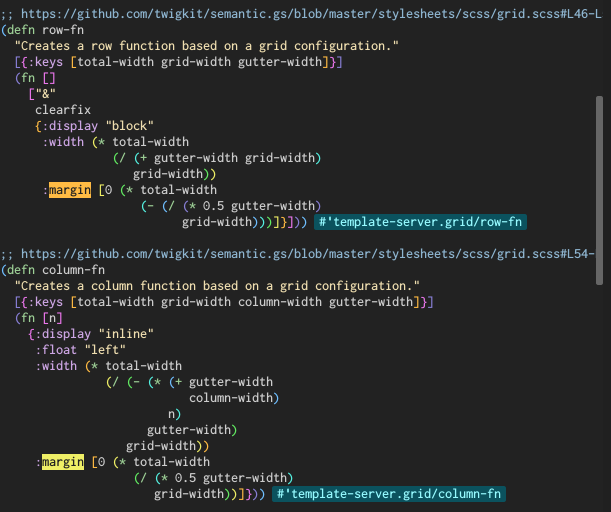 ;; https://github.com/twigkit/semantic.gs/blob/master/stylesheets/scss/grid.scss#L46-L
(defn row-fn
  "Creates a row function based on a grid configuration."
  [{:keys [total-width grid-width gutter-width]}]
  (fn []
    ["&"
     clearfix
     {:display "block"
      :width (* total-width
                (/ (+ gutter-width grid-width)
                   grid-width))
      :margin [0 (* total-width
                    (- (/ (* 0.5 gutter-width)
                          grid-width)))]}])) #'template-server.grid/row-fn
;; https://github.com/twigkit/semantic.gs/blob/master/stylesheets/scss/grid.scss#L54-
(defn column-fn
  "Creates a column function based on a grid configuration."
  [{:keys [total-width grid-width column-width gutter-width]}]
  (fn [n]
    {:display "inline"
     :float "left"
     :width (* total-width
               (/ (- (* (+ gutter-width
                           column-width)
                        n)
                     gutter-width)
                  grid-width))
     :margin [0 (* total-width
                   (/ (* 0.5 gutter-width)
                      grid-width))]})) #'template-server.grid/column-fn